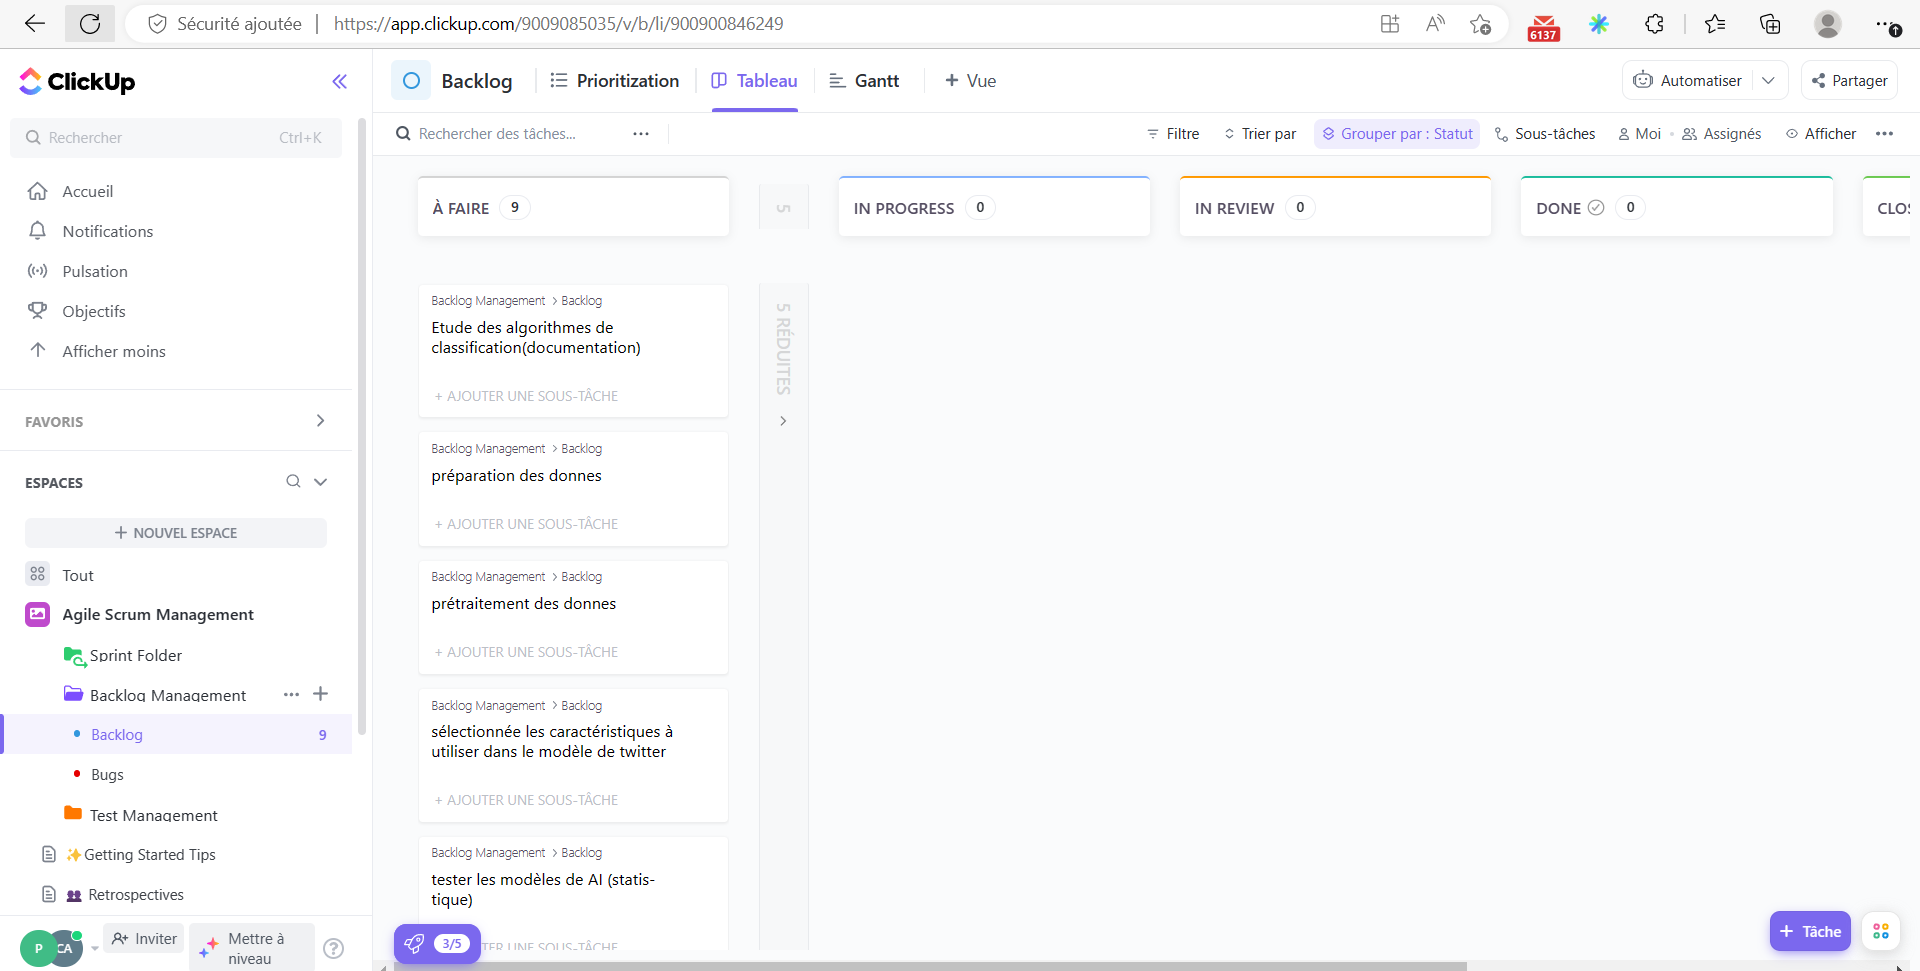 Sécurité ajoutée
https://app.clickup.com/9009085035/v/b/li/900900846249
6137
ClickUp
Rechercher
Ctrl+K
Accueil
Notifications
Pulsation
Objectifs
Afficher moins
FAVORIS
ESPACES
+ NOUVEL ESPACE
Tout
Agile Scrum Management
Sprint Folder
Backlog Management
Backlog
9
Bugs
Test Management
✨Getting Started Tips
Retrospectives
P
CA
Inviter
Mettre à
niveau
?
Backlog
Prioritization
Tableau
Gantt
+ Vue
Automatiser
Partager
Rechercher des tâches...
Filtre
Trier par
Grouper par : Statut
Sous-tâches
Moi
Assignés
Afficher
À FAIRE 9
5
IN PROGRESS 0
IN REVIEW 0
DONE 0
CLOS
5 RÉDUITES
Backlog Management > Backlog
Etude des algorithmes de
classification(documentation)
+ AJOUTER UNE SOUS-TÂCHE
Backlog Management > Backlog
préparation des donnes
+ AJOUTER UNE SOUS-TÂCHE
Backlog Management > Backlog
prétraitement des donnes
+ AJOUTER UNE SOUS-TÂCHE
Backlog Management > Backlog
sélectionnée les caractéristiques à
utiliser dans le modèle de twitter
+ AJOUTER UNE SOUS-TÂCHE
Backlog Management > Backlog
tester les modèles de AI (statis-
tique)
TER UNE SOUS-TÂCHE
3/5
+ Tâche